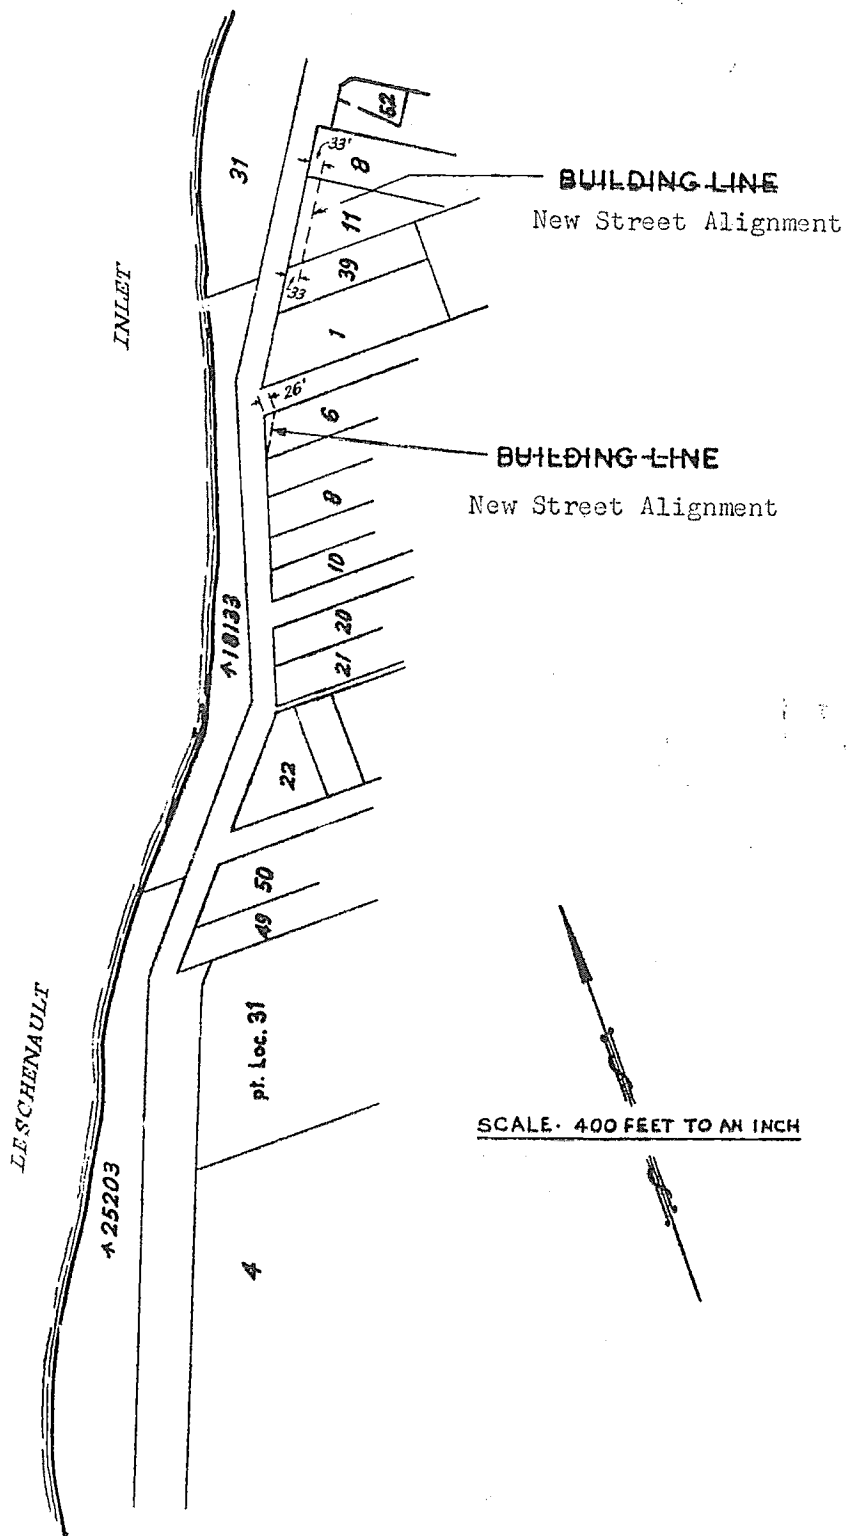 52
33'
8
31
BUILDING LINE
New Street Alignment
11
39
33
INLET
1
26'
6
BUILDING LINE
New Street Alignment
8
10
↑18133
20
21
22
50
49
LESCHENAULT
pt. Loc. 31
SCALE. 400 FEET TO AN INCH
↑25203
4